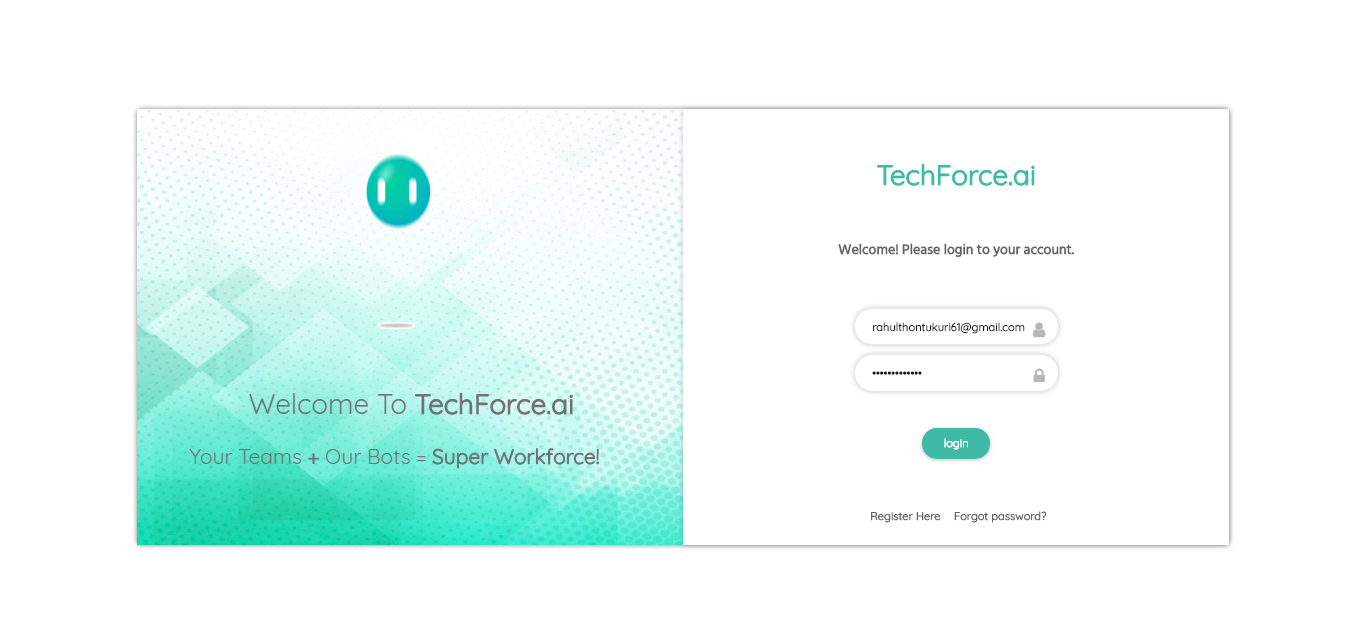 Welcome To TechForce.ai
Your Teams + Our Bots = Super Workforce!
TechForce.ai
Welcome! Please login to your account.
rahulthontukuri61@gmail.com
•••••••••••••
login
Register Here Forgot password?